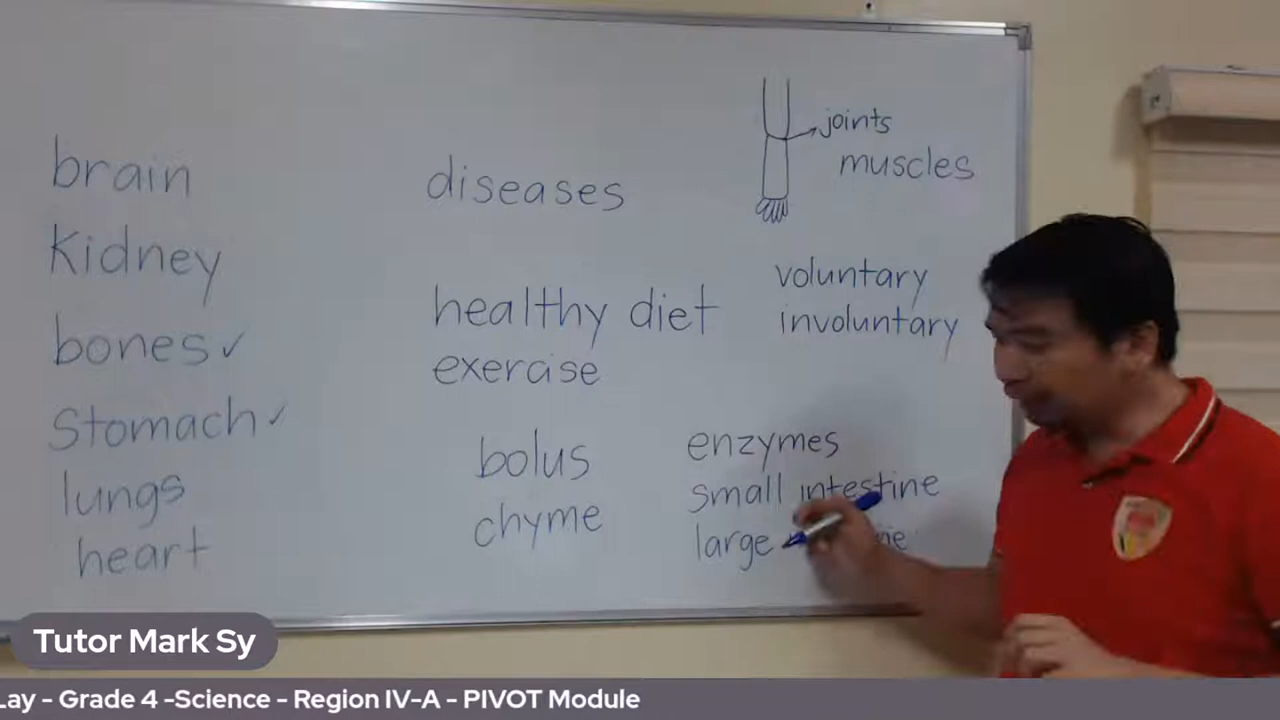 brain
kidney
bones ✓
Stomach ✓
lungs
heart
diseases
healthy diet
exercise
bolus
chyme
joints
muscles
voluntary
involuntary
enzymes
small intestine
large
Tutor Mark Sy
Lay - Grade 4 -Science - Region IV-A - PIVOT Module